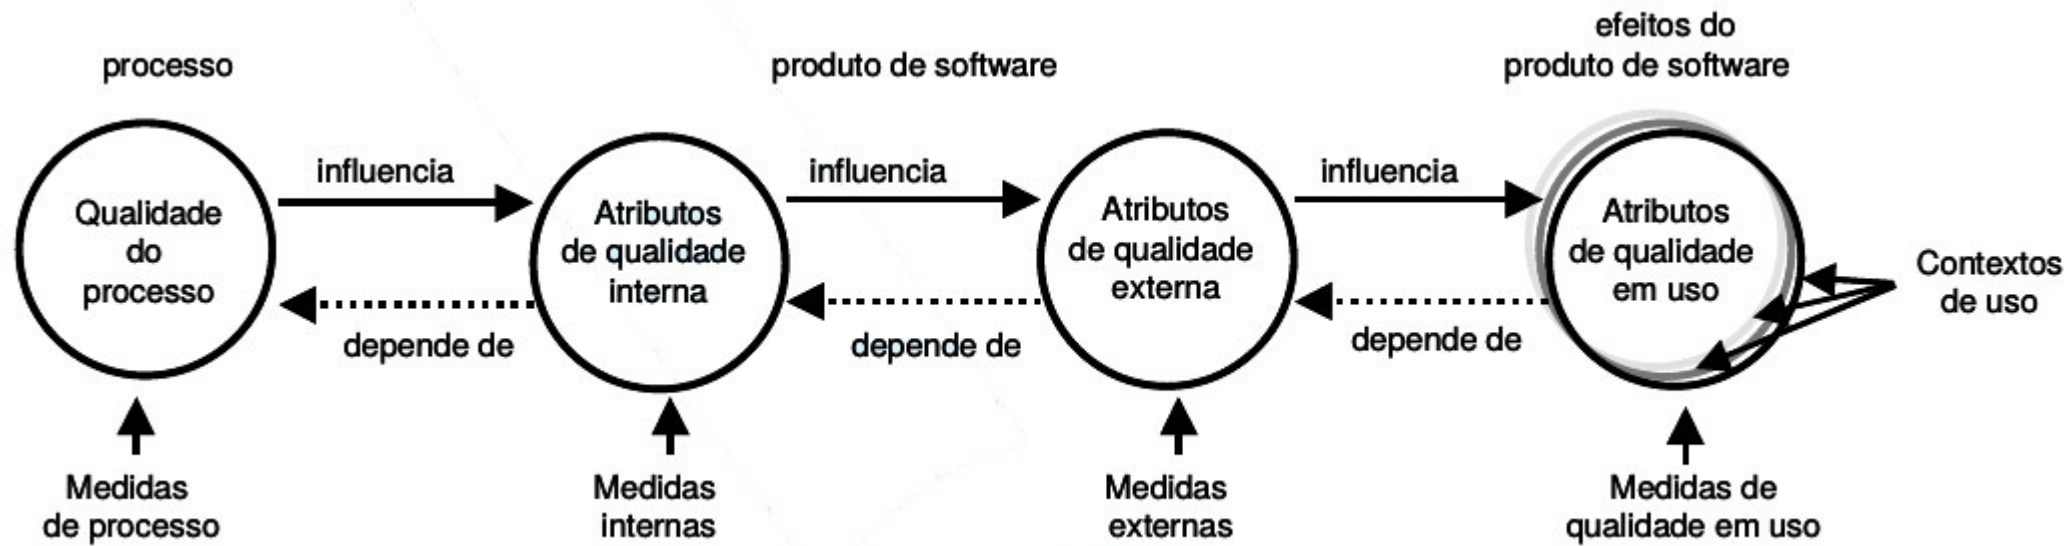 processo
produto de software
efeitos do
produto de software
Qualidade
do
processo
influencia
depende de
Atributos
de qualidade
interna
influencia
depende de
Atributos
de qualidade
externa
influencia
depende de
Atributos
de qualidade
em uso
Contextos
de uso
Medidas
de processo
Medidas
internas
Medidas
externas
Medidas de
qualidade em uso